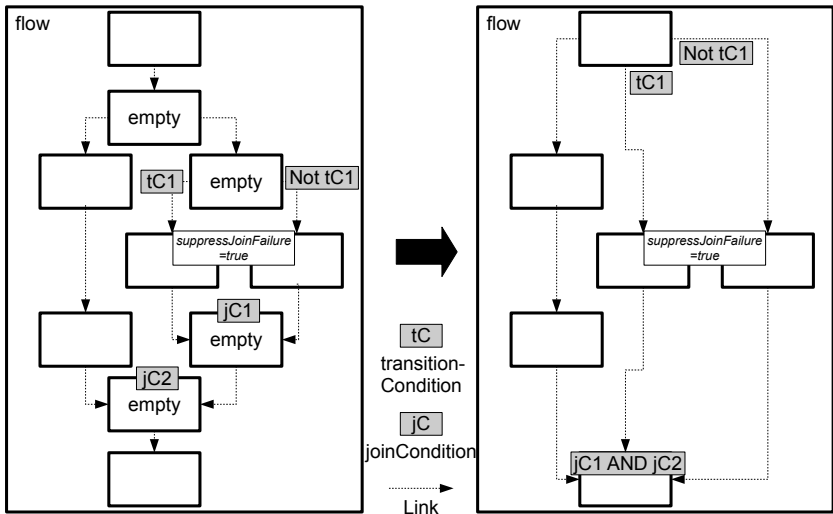 flow
empty
tC1
empty
Not tC1
suppressJoinFailure
=true
jC1
empty
jC2
empty
tC
transition-
Condition
jC
joinCondition
Link
flow
Not tC1
tC1
suppressJoinFailure
=true
jC1 AND jC2